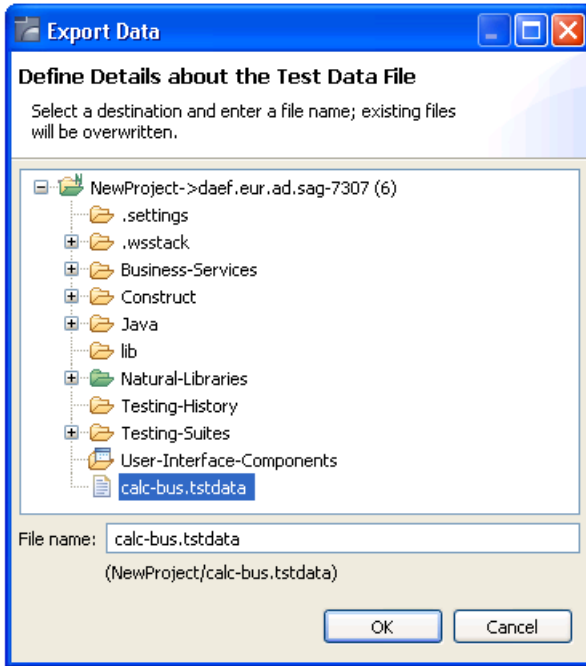 Export Data
Define Details about the Test Data File
Select a destination and enter a file name; existing files
will be overwritten.
NewProject->daef.eur.ad.sag-7307 (6)
.settings
.wsstack
Business-Services
Construct
Java
lib
Natural-Libraries
Testing-History
Testing-Suites
User-Interface-Components
calc-bus.tstdata
File name: calc-bus.tstdata
(NewProject/calc-bus.tstdata)
OK Cancel